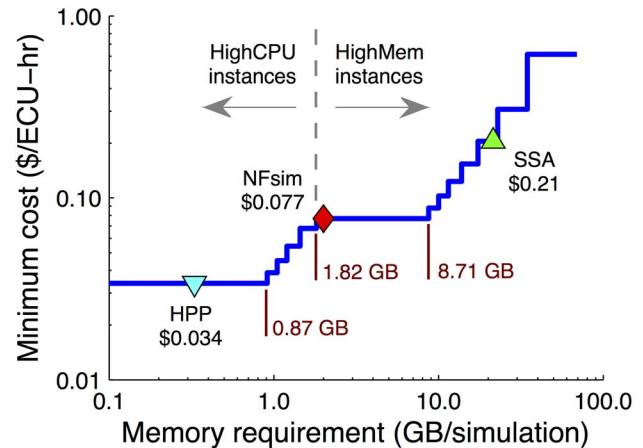 1.00
HighCPU
instances
HighMem
instances
Minimum cost ($/ECU−hr)
0.10
NFsim
$0.077
SSA
$0.21
1.82 GB
8.71 GB
HPP
$0.034
0.87 GB
0.01
0.1
1.0
10.0
100.0
Memory requirement (GB/simulation)